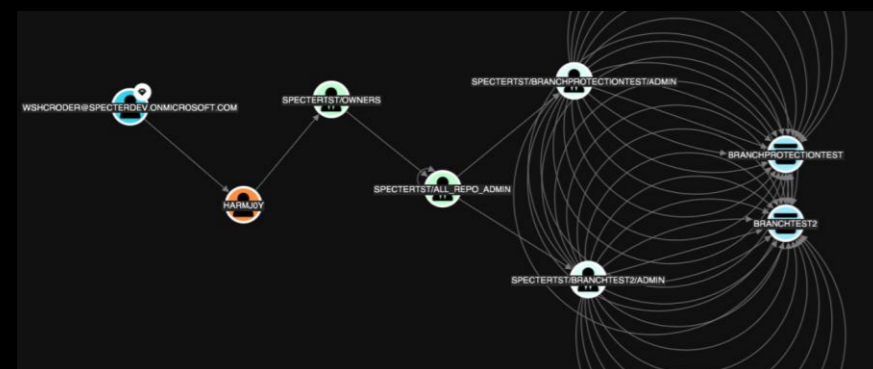 WSHCRODER@SPECTERDEV.ONMICROSOFT.COM
HARMJ0Y
SPECTERTST/OWNERS
SPECTERTST/ALL_REPO_ADMIN
SPECTERTST/BRANCHPROTECTIONTEST/ADMIN
SPECTERTST/BRANCHTEST2/ADMIN
BRANCHPROTECTIONTEST
BRANCHTEST2